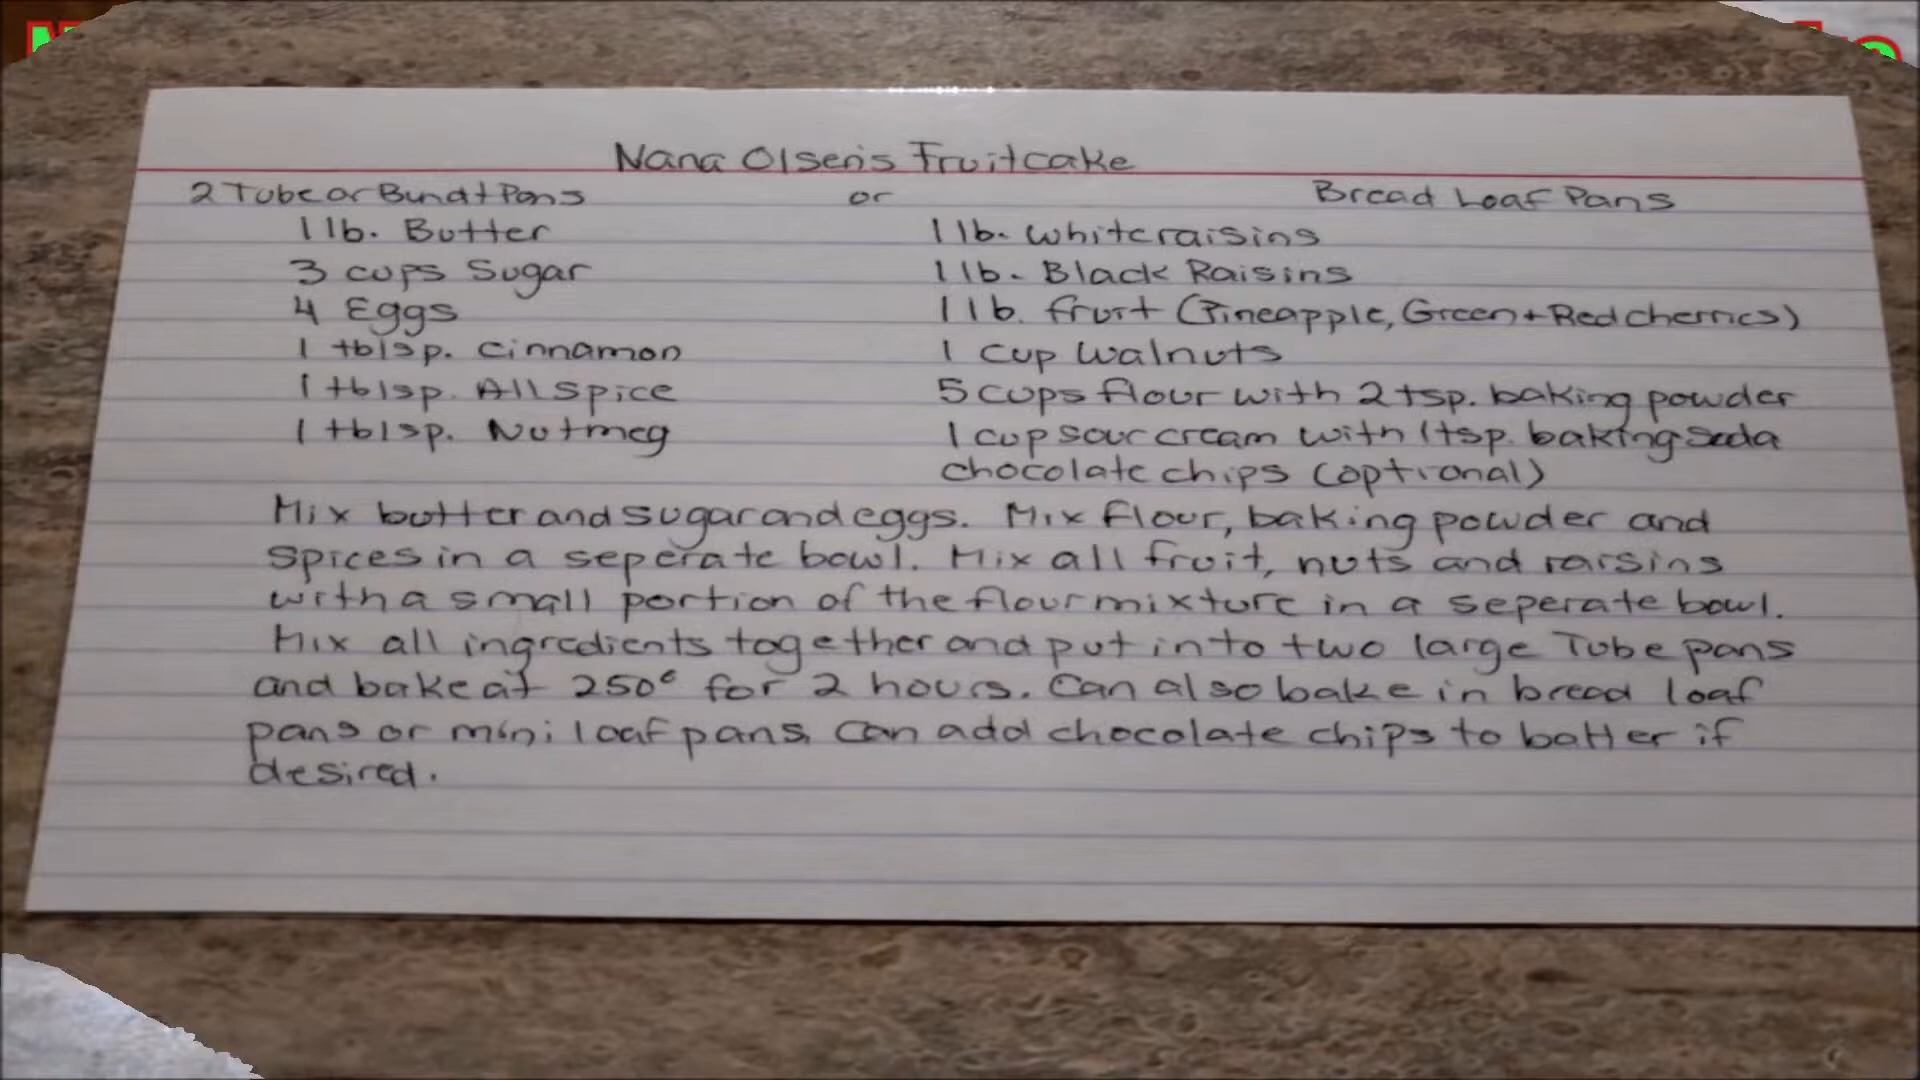 Nana Olsen's Fruitcake
2 Tube or Bundt Pans or Bread Loaf Pans
1 lb. Butter 1 lb. white raisins
3 cups Sugar 1 lb. Black Raisins
4 Eggs 1 lb. fruit (Pineapple, Green + Red cherries)
1 tblsp. cinnamon 1 cup walnuts
1 tblsp. All Spice 5 cups flour with 2 tsp. baking powder
1 tblsp. Nutmeg 1 cup sour cream with 1 tsp. baking soda
chocolate chips (optional)
Mix butter and sugar and eggs. Mix flour, baking powder and
spices in a seperate bowl. Mix all fruit, nuts and raisins
with a small portion of the flour mixture in a seperate bowl.
Mix all ingredients together and put into two large Tube pans
and bake at 250° for 2 hours. Can also bake in bread loaf
pans or mini loaf pans. Can add chocolate chips to batter if
desired.